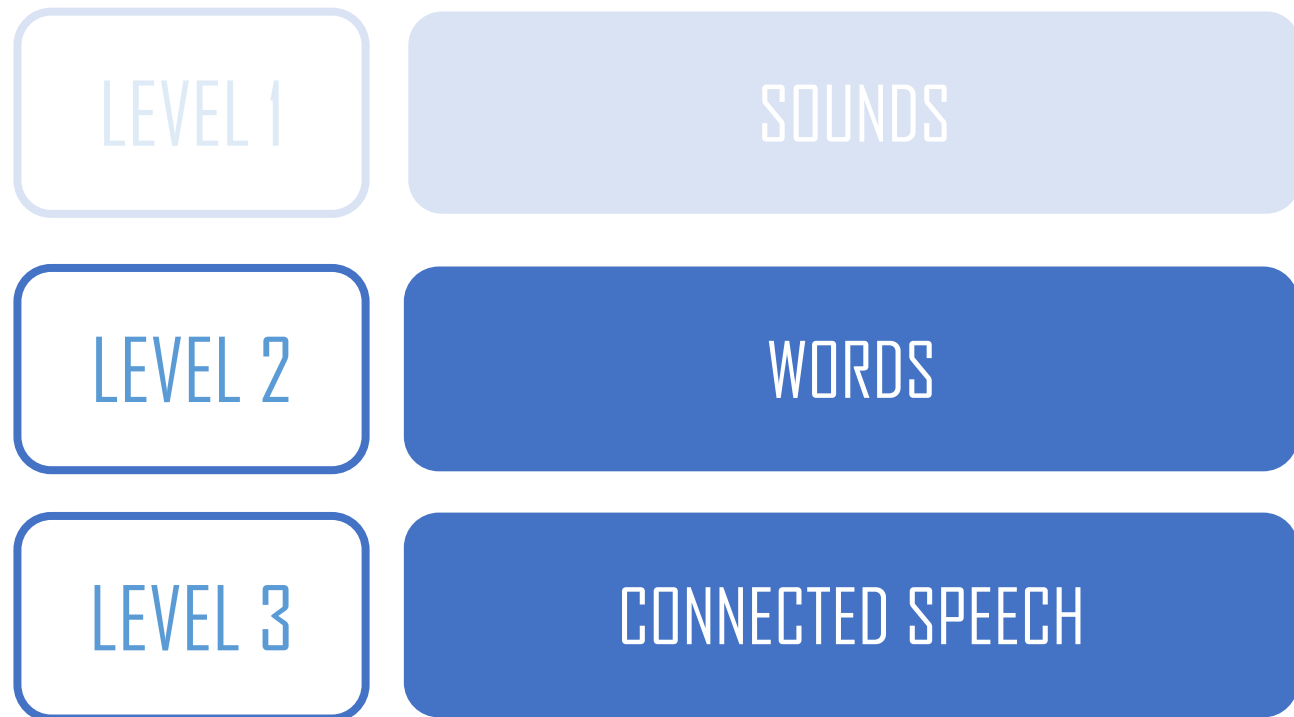 LEVEL 1
SOUNDS
LEVEL 2
WORDS
LEVEL 3
CONNECTED SPEECH